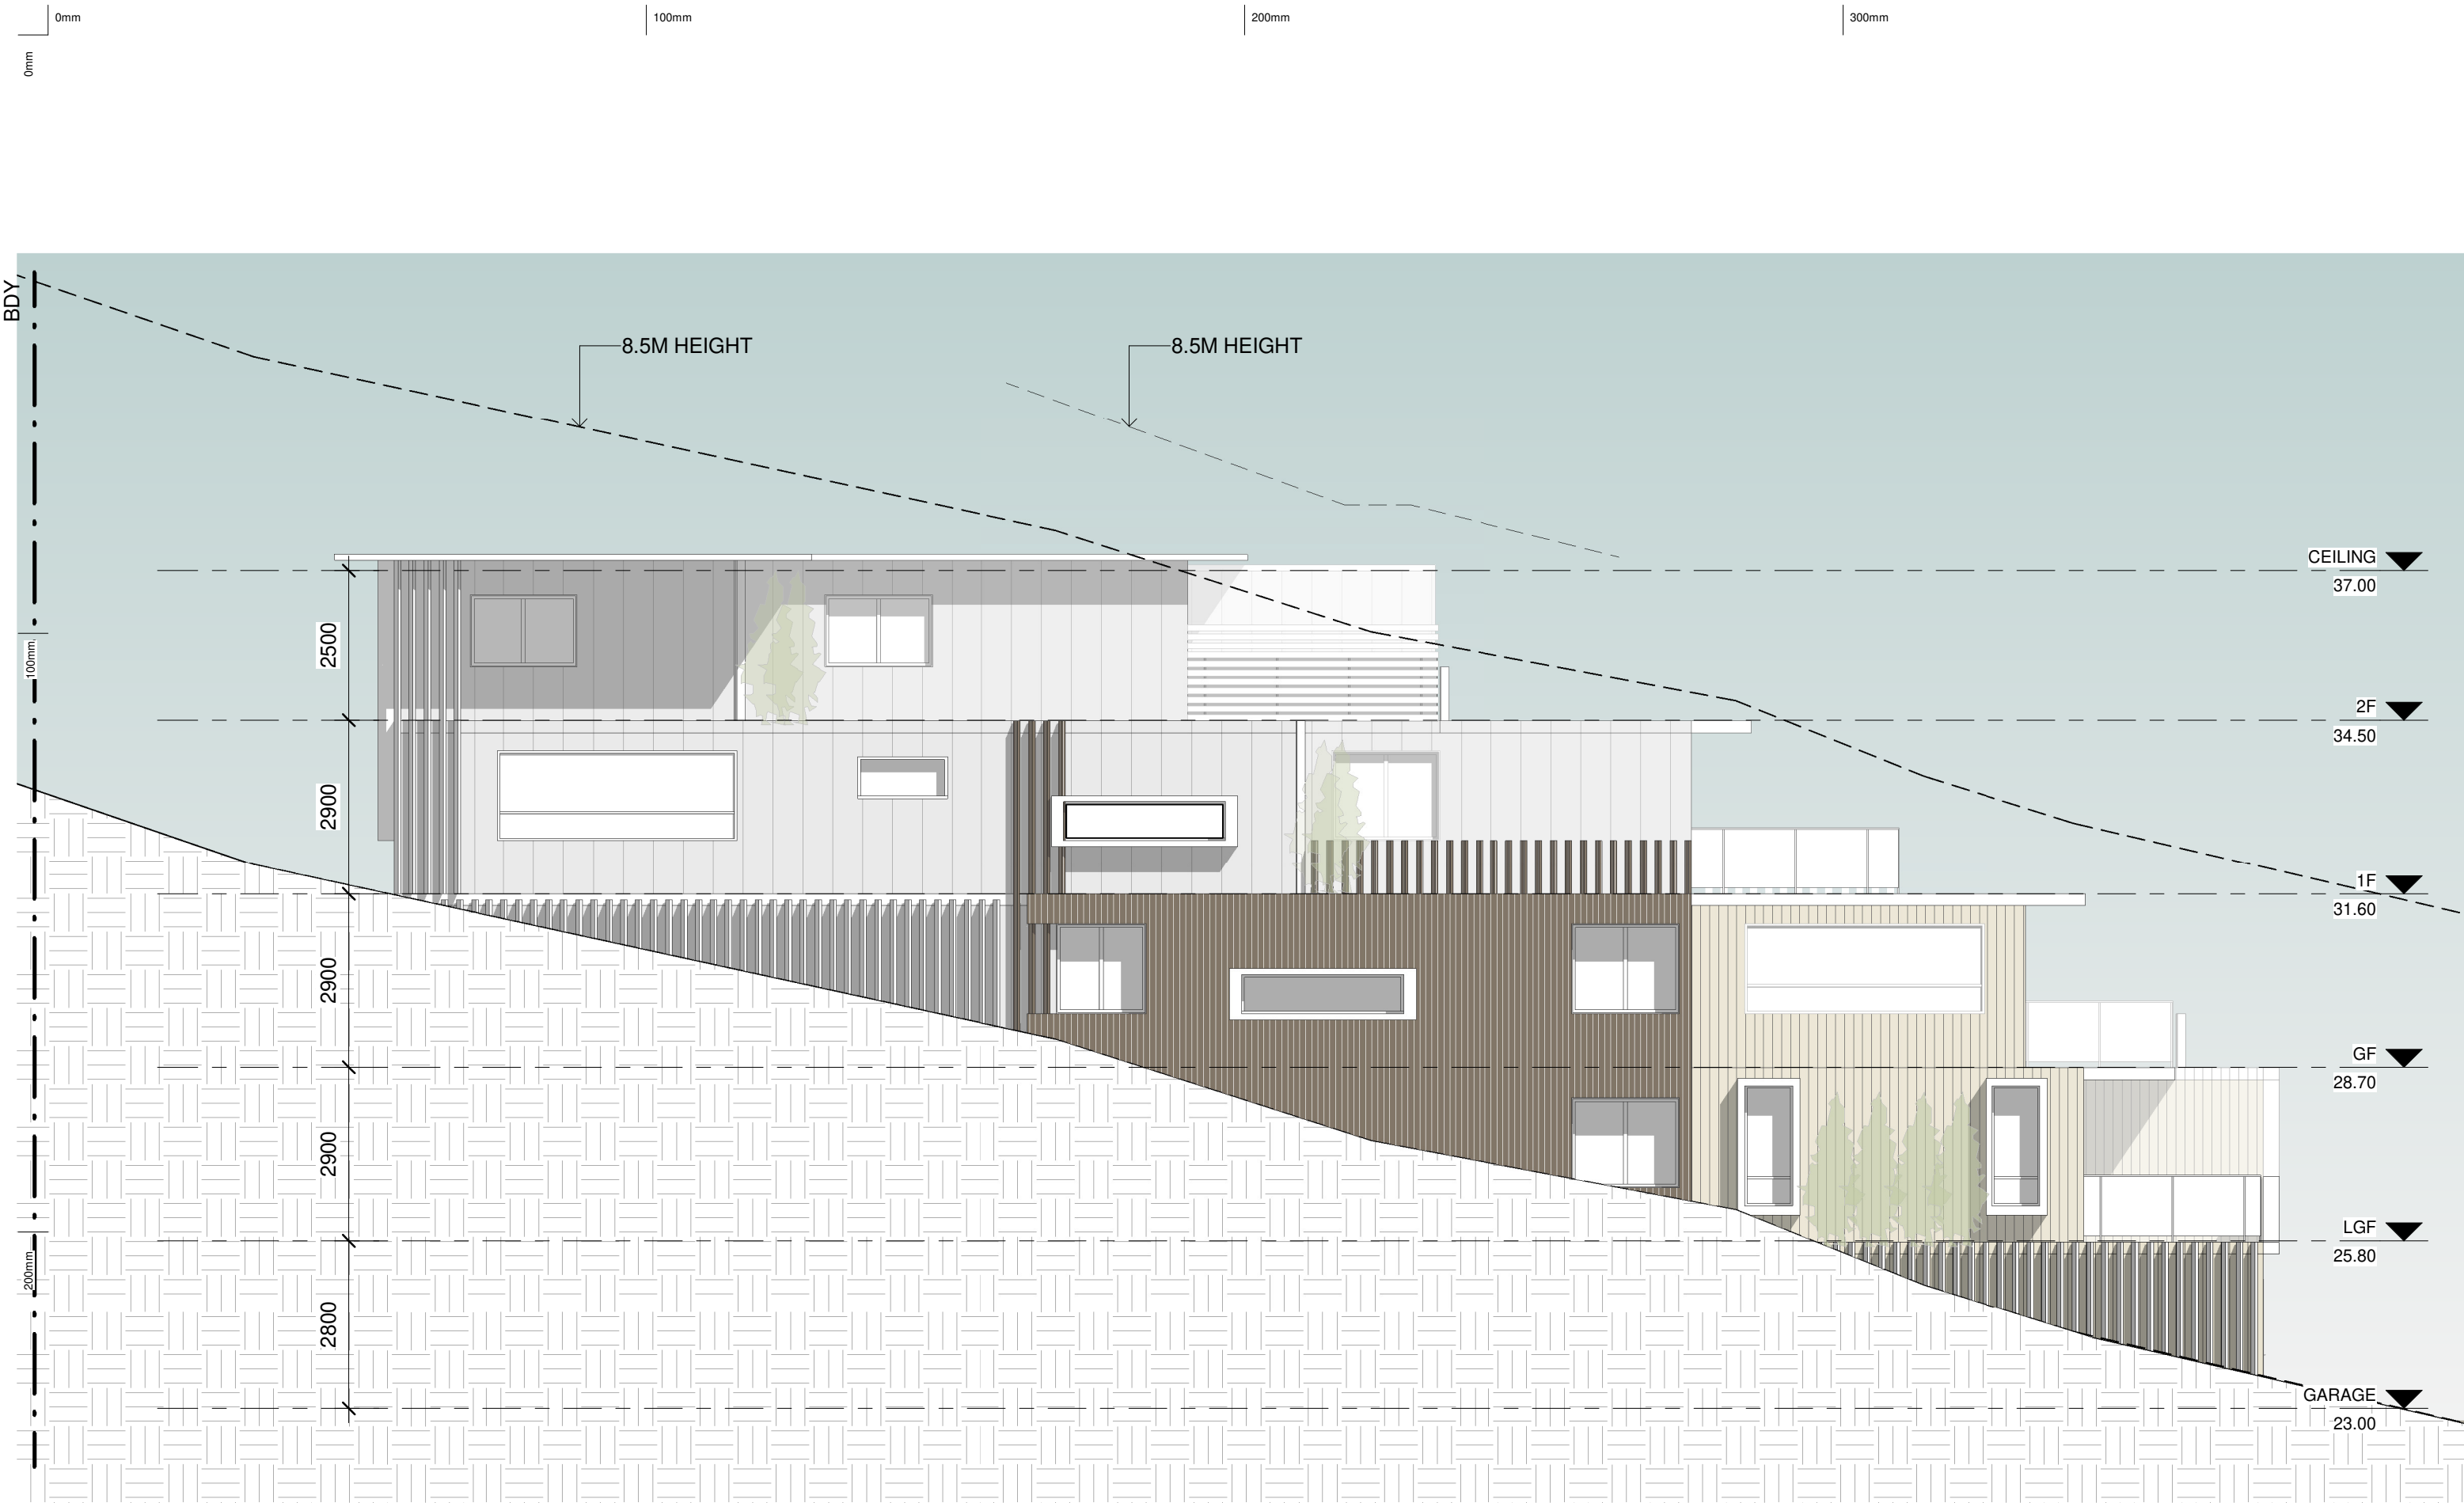 0mm
100mm
200mm
300mm
0mm
BDY
8.5M HEIGHT
8.5M HEIGHT
CEILING
37.00
2500
100mm
2F
34.50
2900
1F
31.60
2900
GF
28.70
2900
LGF
25.80
200mm
2800
GARAGE
23.00